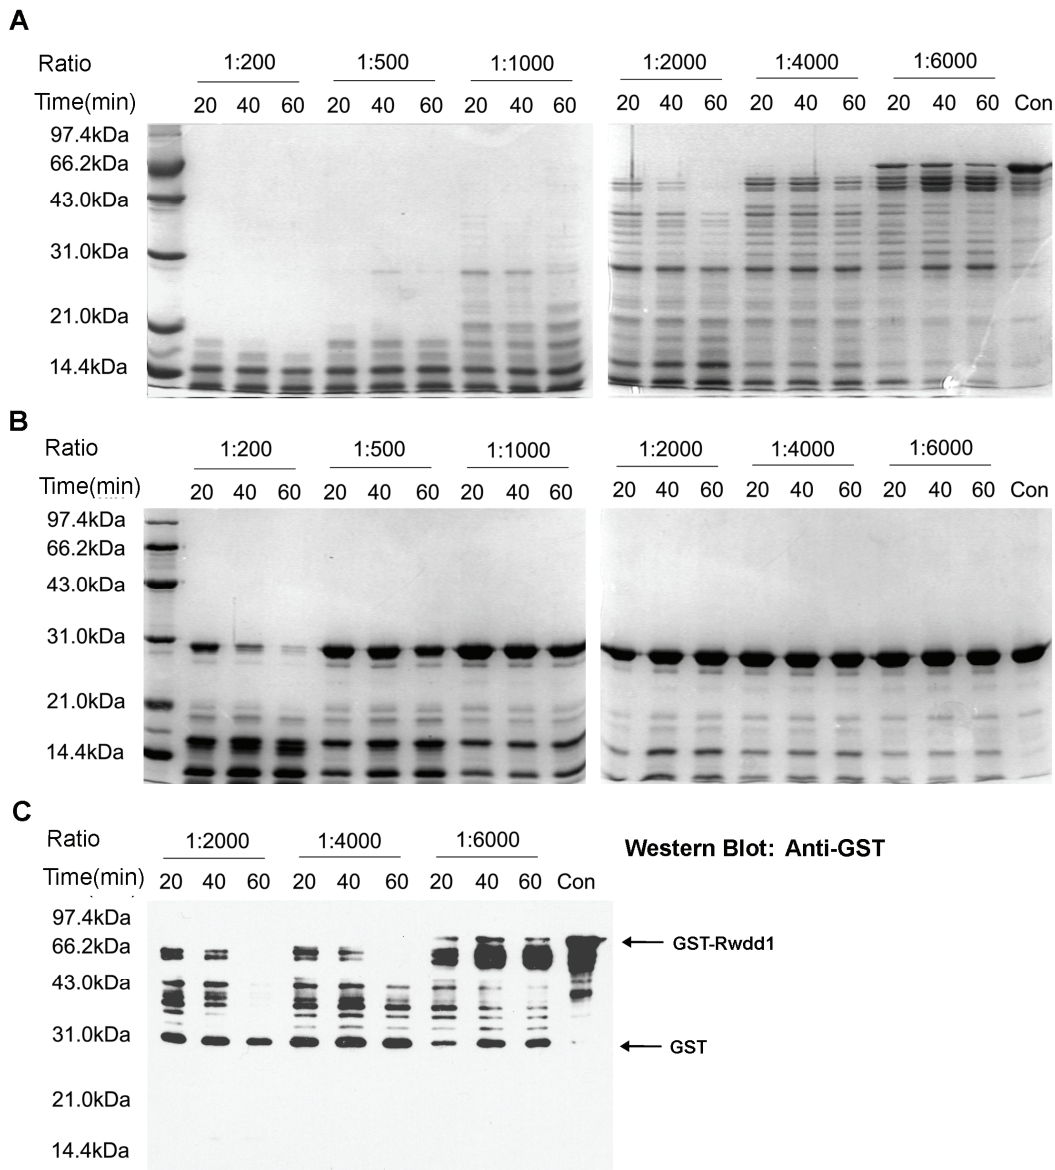 A
Ratio 1:200 1:500 1:1000 1:2000 1:4000 1:6000
Time(min) 20 40 60 20 40 60 20 40 60 20 40 60 20 40 60 20 40 60 Con
97.4kDa
66.2kDa
43.0kDa
31.0kDa
21.0kDa
14.4kDa
B
Ratio 1:200 1:500 1:1000 1:2000 1:4000 1:6000
Time(min) 20 40 60 20 40 60 20 40 60 20 40 60 20 40 60 20 40 60 Con
97.4kDa
66.2kDa
43.0kDa
31.0kDa
21.0kDa
14.4kDa
C
Ratio 1:2000 1:4000 1:6000 Western Blot: Anti-GST
Time(min) 20 40 60 20 40 60 20 40 60 Con
97.4kDa
66.2kDa GST-Rwdd1
43.0kDa
31.0kDa GST
21.0kDa
14.4kDa